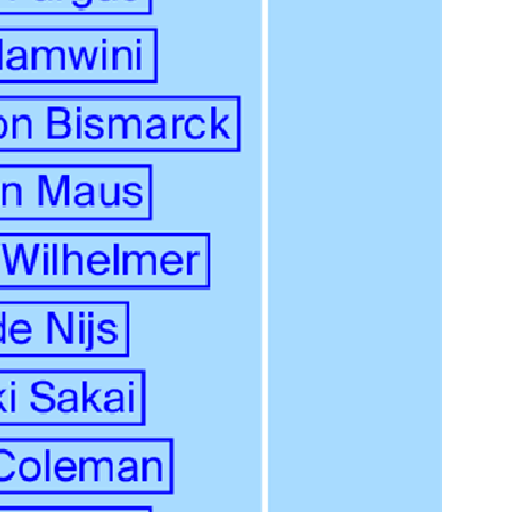 lamwini
on Bismarck
n Maus
Wilhelmer
de Nijs
ki Sakai
Coleman